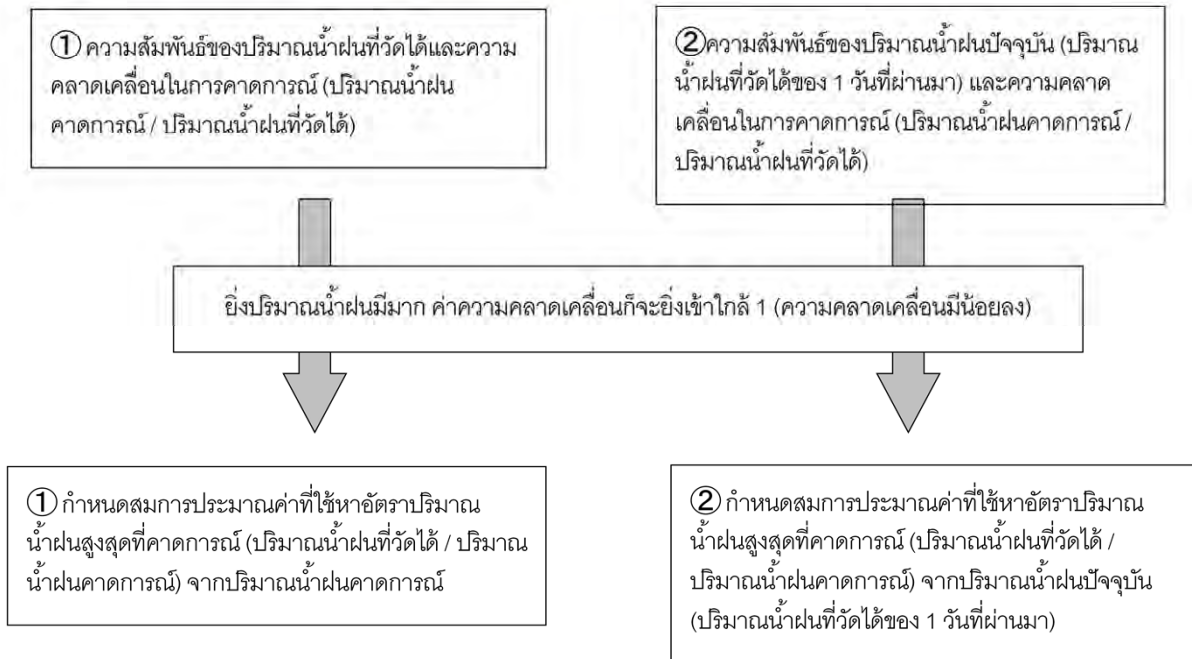 ① ความสัมพันธ์ของปริมาณน้ำฝนที่วัดได้และความ
คลาดเคลื่อนในการคาดการณ์ (ปริมาณน้ำฝน
คาดการณ์ / ปริมาณน้ำฝนที่วัดได้)
②ความสัมพันธ์ของปริมาณน้ำฝนปัจจุบัน (ปริมาณ
น้ำฝนที่วัดได้ของ 1 วันที่ผ่านมา) และความคลาด
เคลื่อนในการคาดการณ์ (ปริมาณน้ำฝนคาดการณ์ /
ปริมาณน้ำฝนที่วัดได้)
ยิ่งปริมาณน้ำฝนมีมาก ค่าความคลาดเคลื่อนก็จะยิ่งเข้าใกล้ 1 (ความคลาดเคลื่อนมีน้อยลง)
① กำหนดสมการประมาณค่าที่ใช้หาอัตราปริมาณ
น้ำฝนสูงสุดที่คาดการณ์ (ปริมาณน้ำฝนที่วัดได้ / ปริมาณ
น้ำฝนคาดการณ์) จากปริมาณน้ำฝนคาดการณ์
② กำหนดสมการประมาณค่าที่ใช้หาอัตราปริมาณ
น้ำฝนสูงสุดที่คาดการณ์ (ปริมาณน้ำฝนที่วัดได้ /
ปริมาณน้ำฝนคาดการณ์) จากปริมาณน้ำฝนปัจจุบัน
(ปริมาณน้ำฝนที่วัดได้ของ 1 วันที่ผ่านมา)